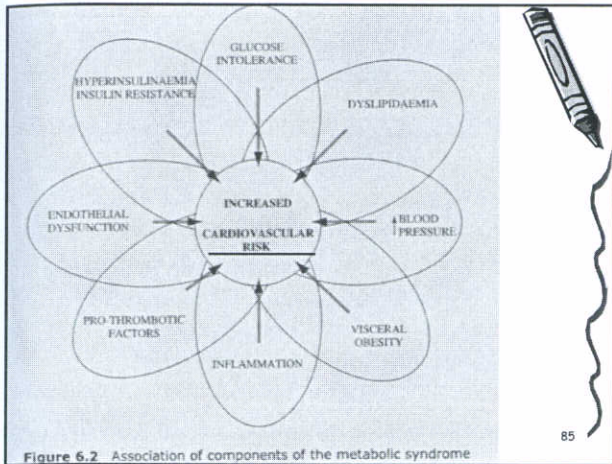 GLUCOSE
INTOLERANCE
HYPERINSULINAEMIA
INSULIN RESISTANCE
DYSLIPIDAEMIA
INCREASED
CARDIOVASCULAR
RISK
ENDOTHELIAL
DYSFUNCTION
↑BLOOD
PRESSURE
PRO-THROMBOTIC
FACTORS
VISCERAL
OBESITY
INFLAMMATION
85
Figure 6.2 Association of components of the metabolic syndrome